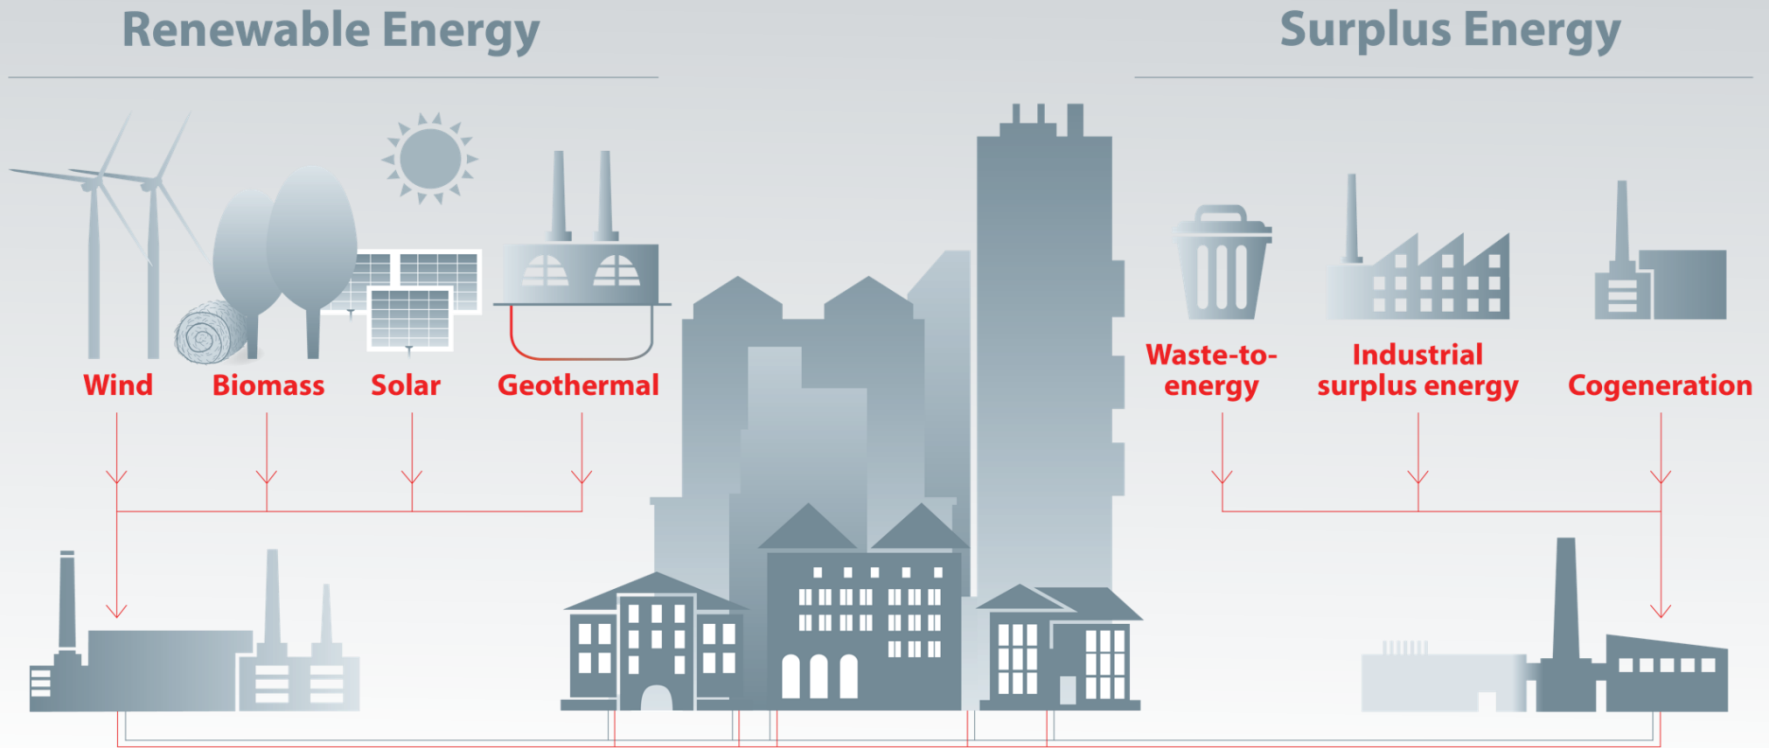 Renewable Energy
Surplus Energy
Wind
Biomass
Solar
Geothermal
Waste-to-
energy
Industrial
surplus energy
Cogeneration